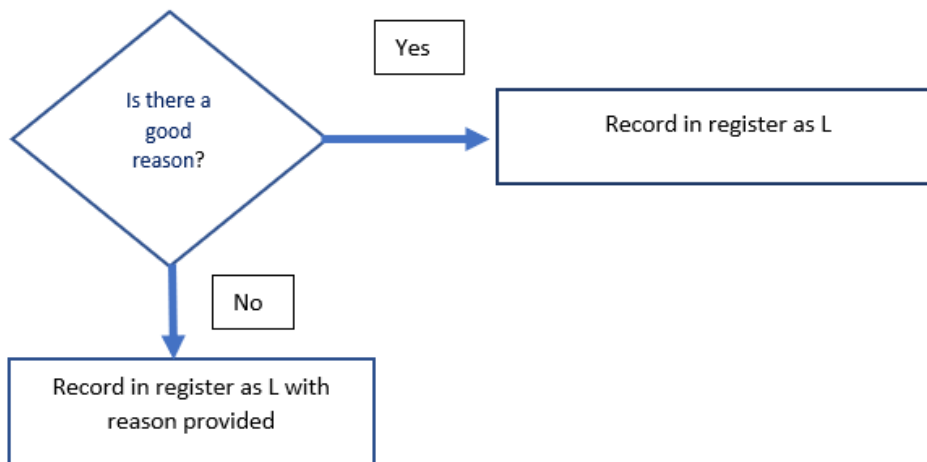 Yes
Is there a
good
reason?
Record in register as L
No
Record in register as L with
reason provided